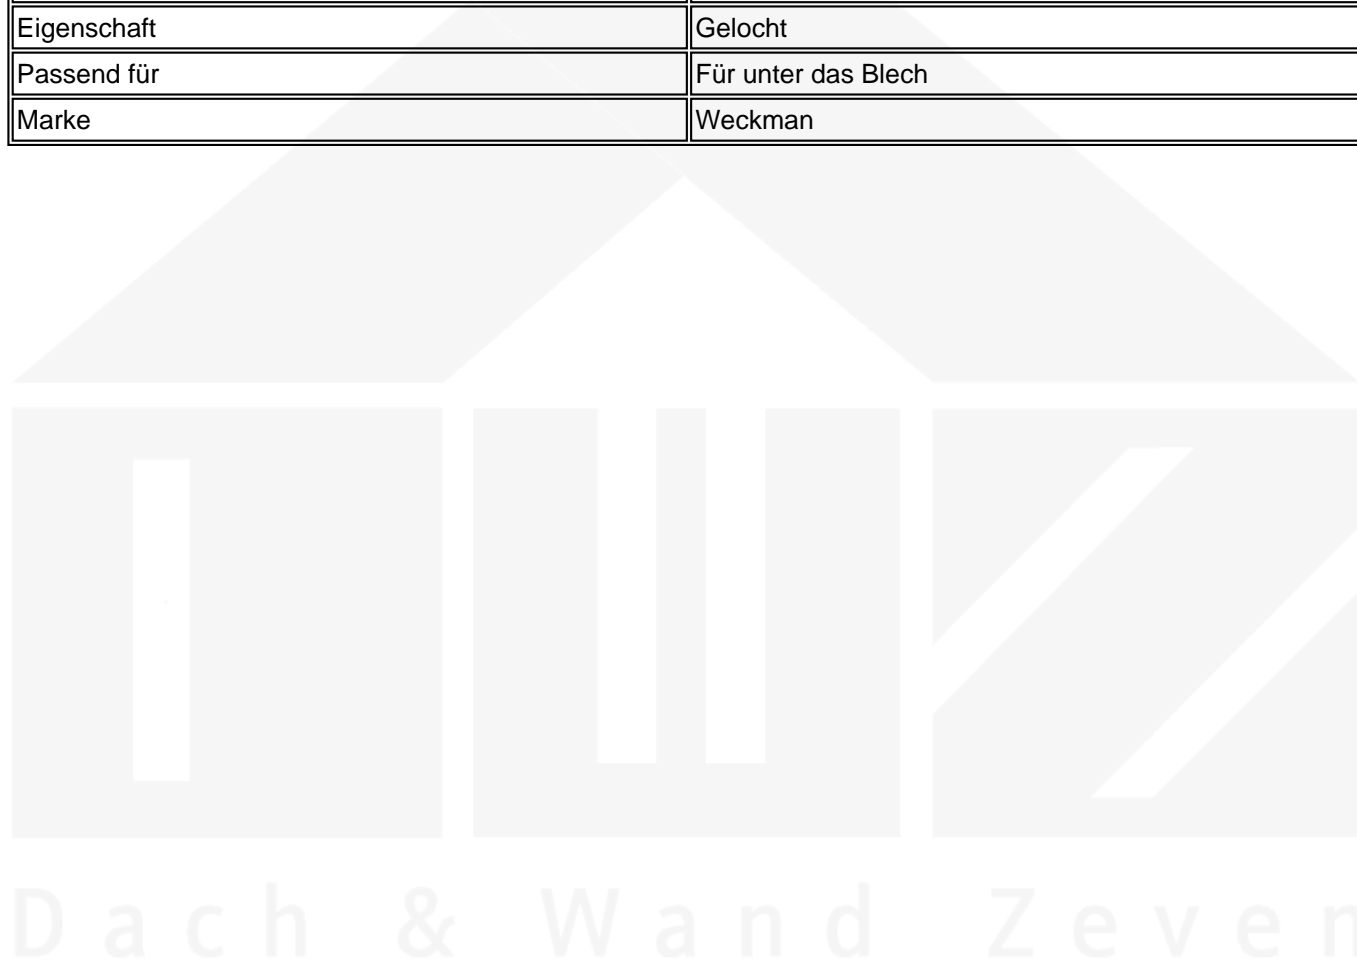 Eigenschaft Gelocht
Passend für Für unter das Blech
Marke Weckman
Dach & Wand Zeven